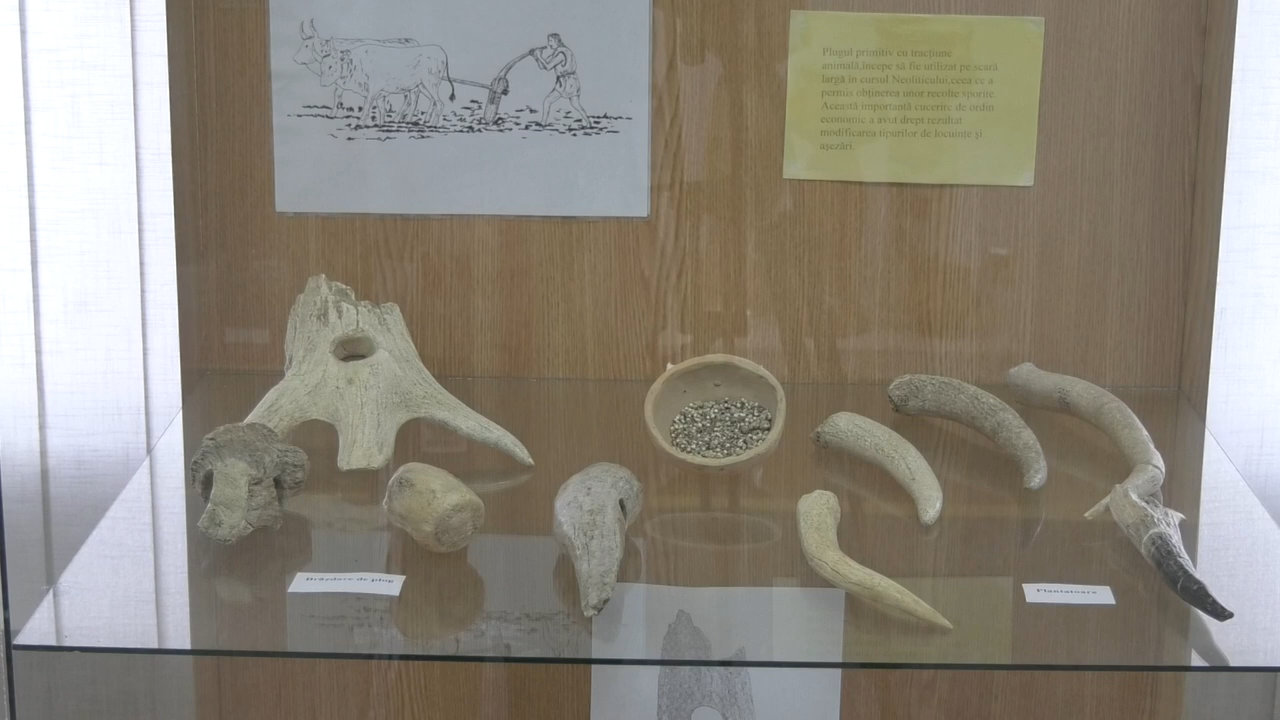 Plugul primitiv cu tracțiune
animală,începe să fie utilizat pe scară
largă în cursul Neoliticului,ceea ce a
permis obținerea unor recolte sporite.
Această importantă cucerire de ordin
economic a avut drept rezultat
modificarea tipurilor de locuințe și
așezări.
Brăzdare de plug
Plantatoare